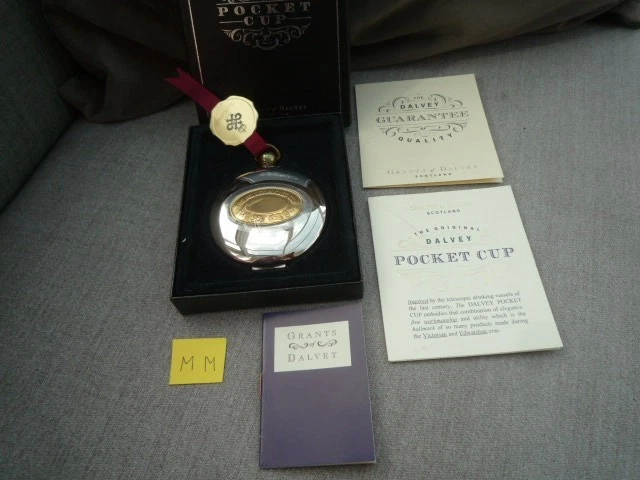 POCKET
CUP
THE
DALVEY
GUARANTEE
OF
QUALITY
GRANTS OF DALVEY
SCOTLAND
SCOTLAND
THE ORIGINAL
DALVEY
POCKET CUP
Inspired by the telescopic drinking vessels of
the last century, The DALVEY POCKET
CUP embodies that combination of elegance,
fine workmanship and utility which is the
hallmark of so many products made during
the Victorian and Edwardian eras.
GRANTS
of
DALVEY
MM